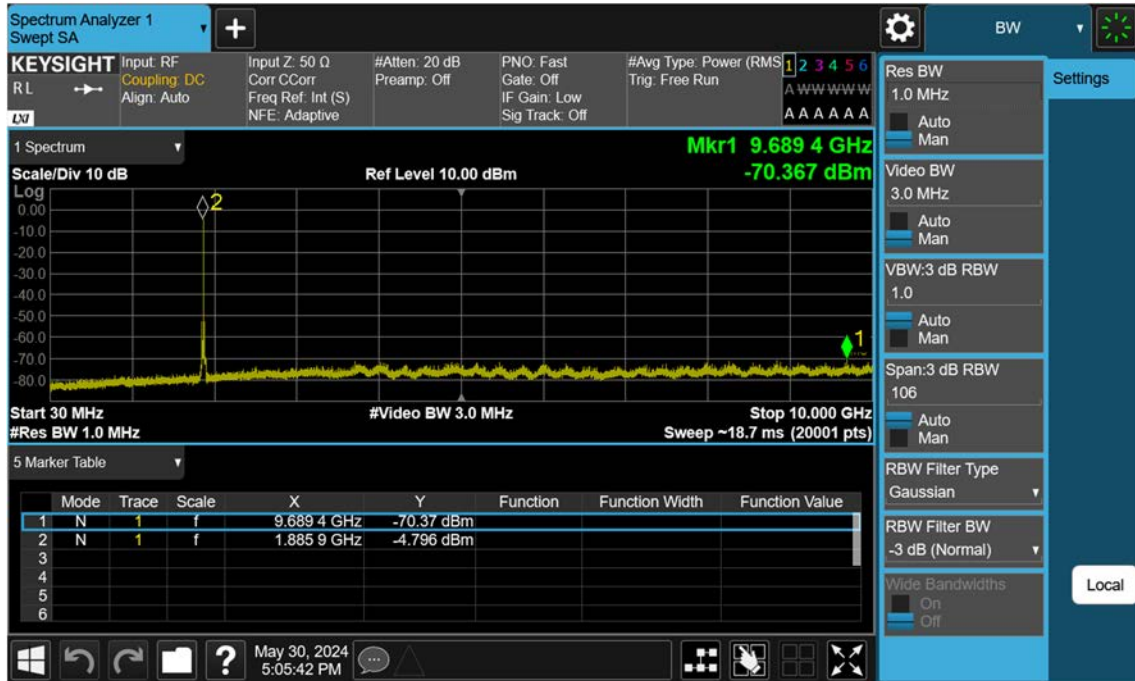 Spectrum Analyzer 1
Swept SA
BW
KEYSIGHT
RL
LXI
Input: RF
Coupling: DC
Align: Auto
Input Z: 50 Ω
Corr CCorr
Freq Ref: Int (S)
NFE: Adaptive
#Atten: 20 dB
Preamp: Off
PNO: Fast
Gate: Off
IF Gain: Low
Sig Track: Off
#Avg Type: Power (RMS
Trig: Free Run
1 2 3 4 5 6
A W W W W W
A A A A A A
1 Spectrum
Mkr1 9.689 4 GHz
-70.367 dBm
Scale/Div 10 dB
Ref Level 10.00 dBm
Log
0.00
-10.0
-20.0
-30.0
-40.0
-50.0
-60.0
-70.0
-80.0
2
1
Start 30 MHz
#Video BW 3.0 MHz
Stop 10.000 GHz
#Res BW 1.0 MHz
Sweep ~18.7 ms (20001 pts)
5 Marker Table
Mode Trace Scale X Y Function Function Width Function Value
1 N 1 f 9.689 4 GHz -70.37 dBm
2 N 1 f 1.885 9 GHz -4.796 dBm
3
4
5
6
Res BW
1.0 MHz
Auto
Man
Video BW
3.0 MHz
Auto
Man
VBW:3 dB RBW
1.0
Auto
Man
Span:3 dB RBW
106
Auto
Man
RBW Filter Type
Gaussian
RBW Filter BW
-3 dB (Normal)
Wide Bandwidths
On
Off
Settings
Local
?
May 30, 2024
5:05:42 PM